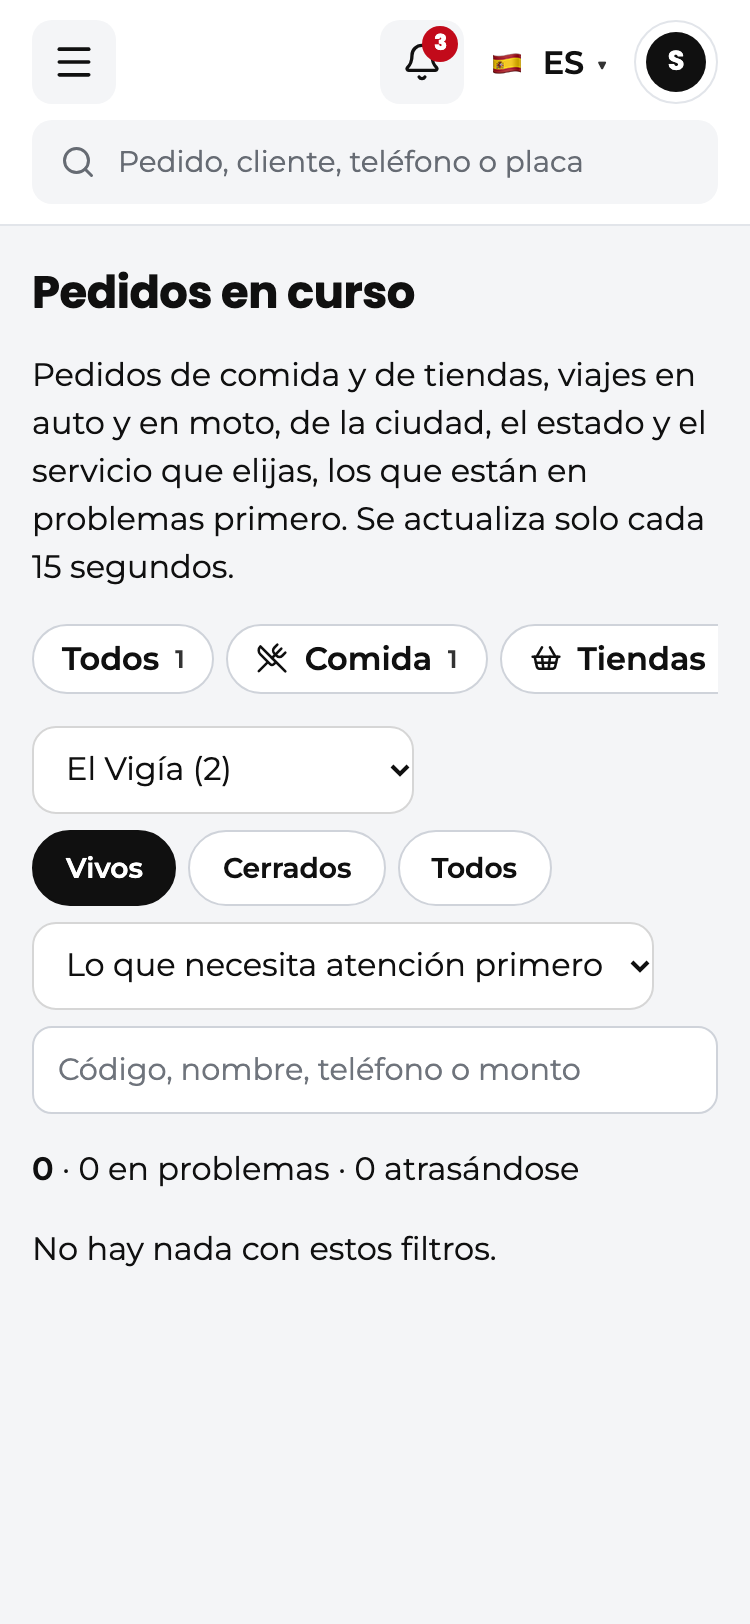 3
ES
S
Pedido, cliente, teléfono o placa
Pedidos en curso
Pedidos de comida y de tiendas, viajes en
auto y en moto, de la ciudad, el estado y el
servicio que elijas, los que están en
problemas primero. Se actualiza solo cada
15 segundos.
Todos 1
Comida 1
Tiendas
El Vigía (2)
Vivos
Cerrados
Todos
Lo que necesita atención primero
Código, nombre, teléfono o monto
0 · 0 en problemas · 0 atrasándose
No hay nada con estos filtros.